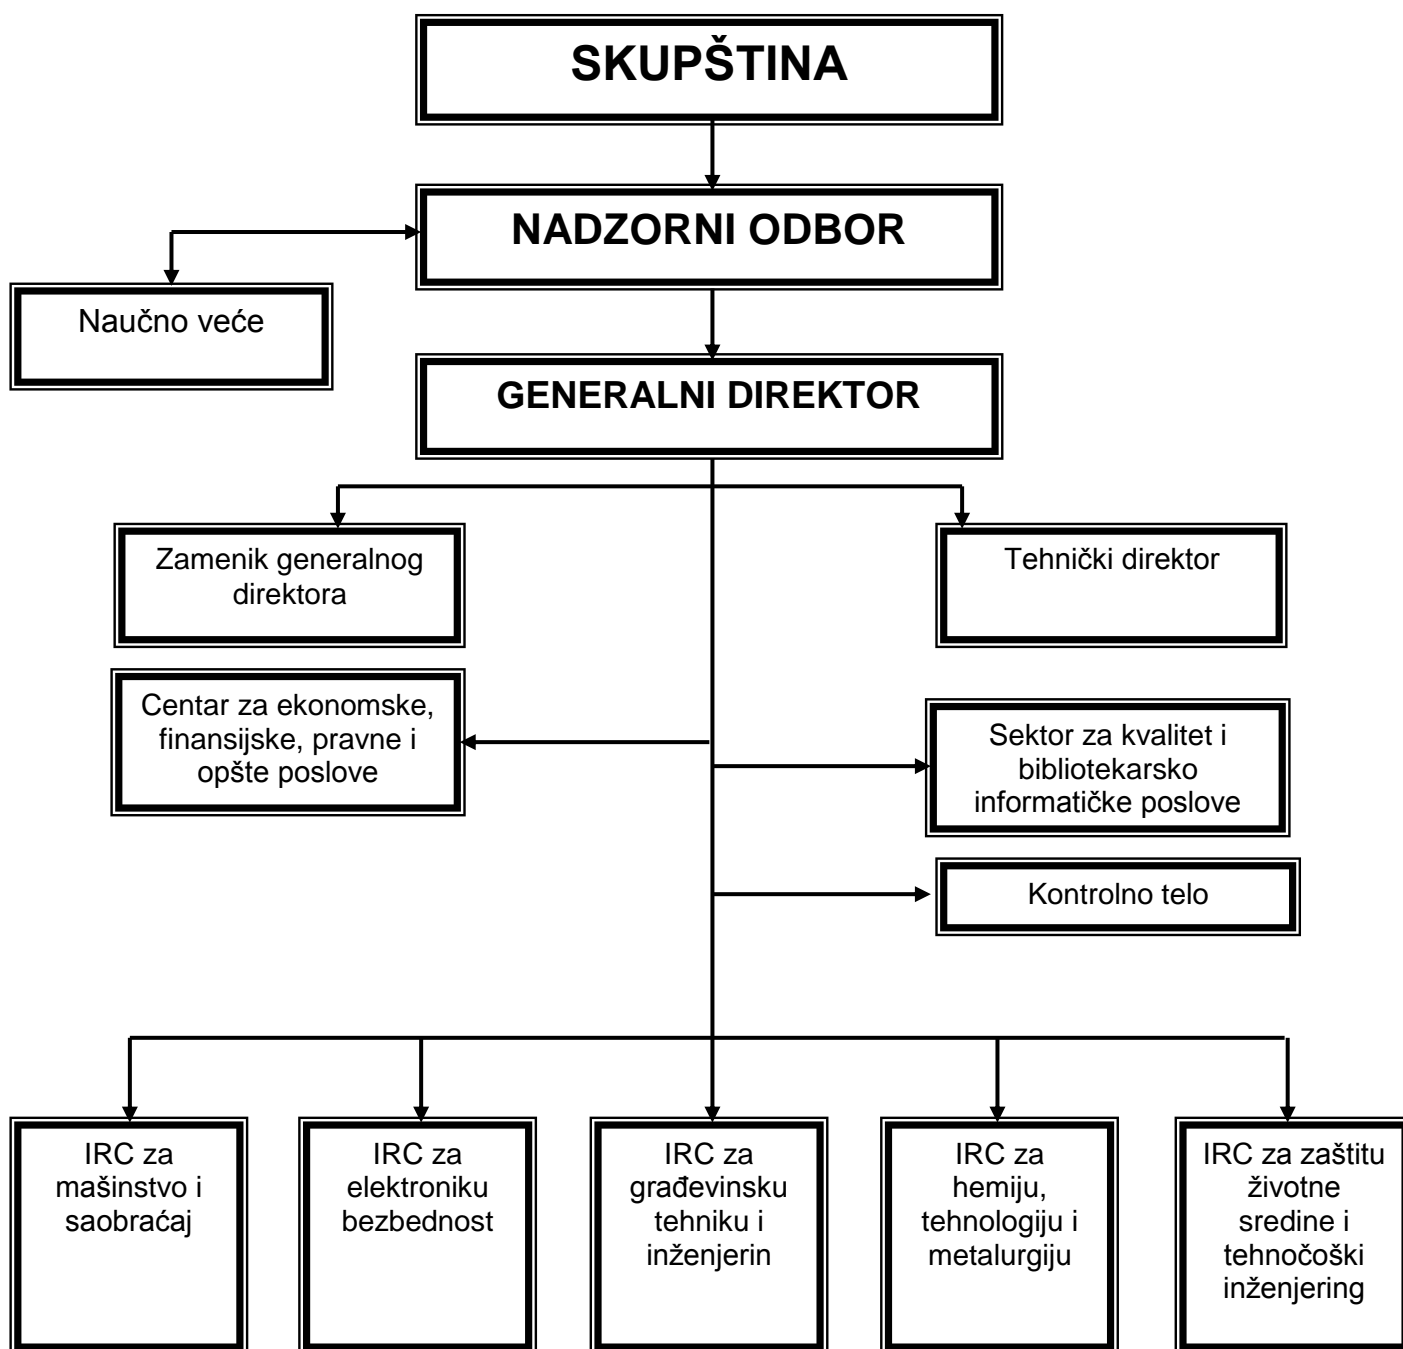 SKUPŠTINA
NADZORNI ODBOR
Naučno veće
GENERALNI DIREKTOR
Zamenik generalnog
direktora
Tehnički direktor
Centar za ekonomske,
finansijske, pravne i
opšte poslove
Sektor za kvalitet i
bibliotekarsko
informatičke poslove
Kontrolno telo
IRC za
mašinstvo i
saobraćaj
IRC za
elektroniku
bezbednost
IRC za
građevinsku
tehniku i
inženjerin
IRC za
hemiju,
tehnologiju i
metalurgiju
IRC za zaštitu
životne
sredine i
tehnočoški
inženjering